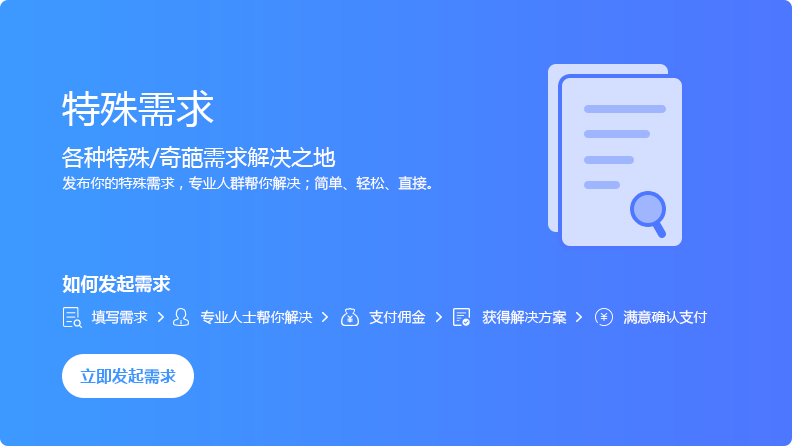 特殊需求
各种特殊/奇葩需求解决之地
发布你的特殊需求，专业人群帮你解决；简单、轻松、直接。
如何发起需求
填写需求 > 专业人士帮你解决 > 支付佣金 > 获得解决方案 > 满意确认支付
立即发起需求